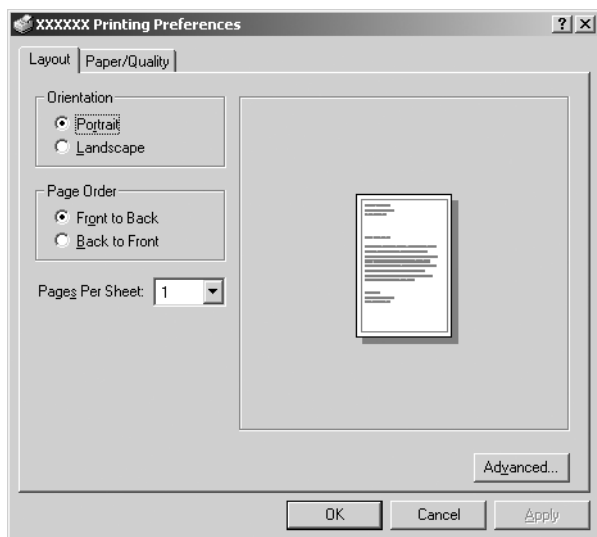 XXXXXX Printing Preferences
Layout
Paper/Quality
Orientation
Portrait
Landscape
Page Order
Front to Back
Back to Front
Pages Per Sheet: 1
Advanced...
OK
Cancel
Apply